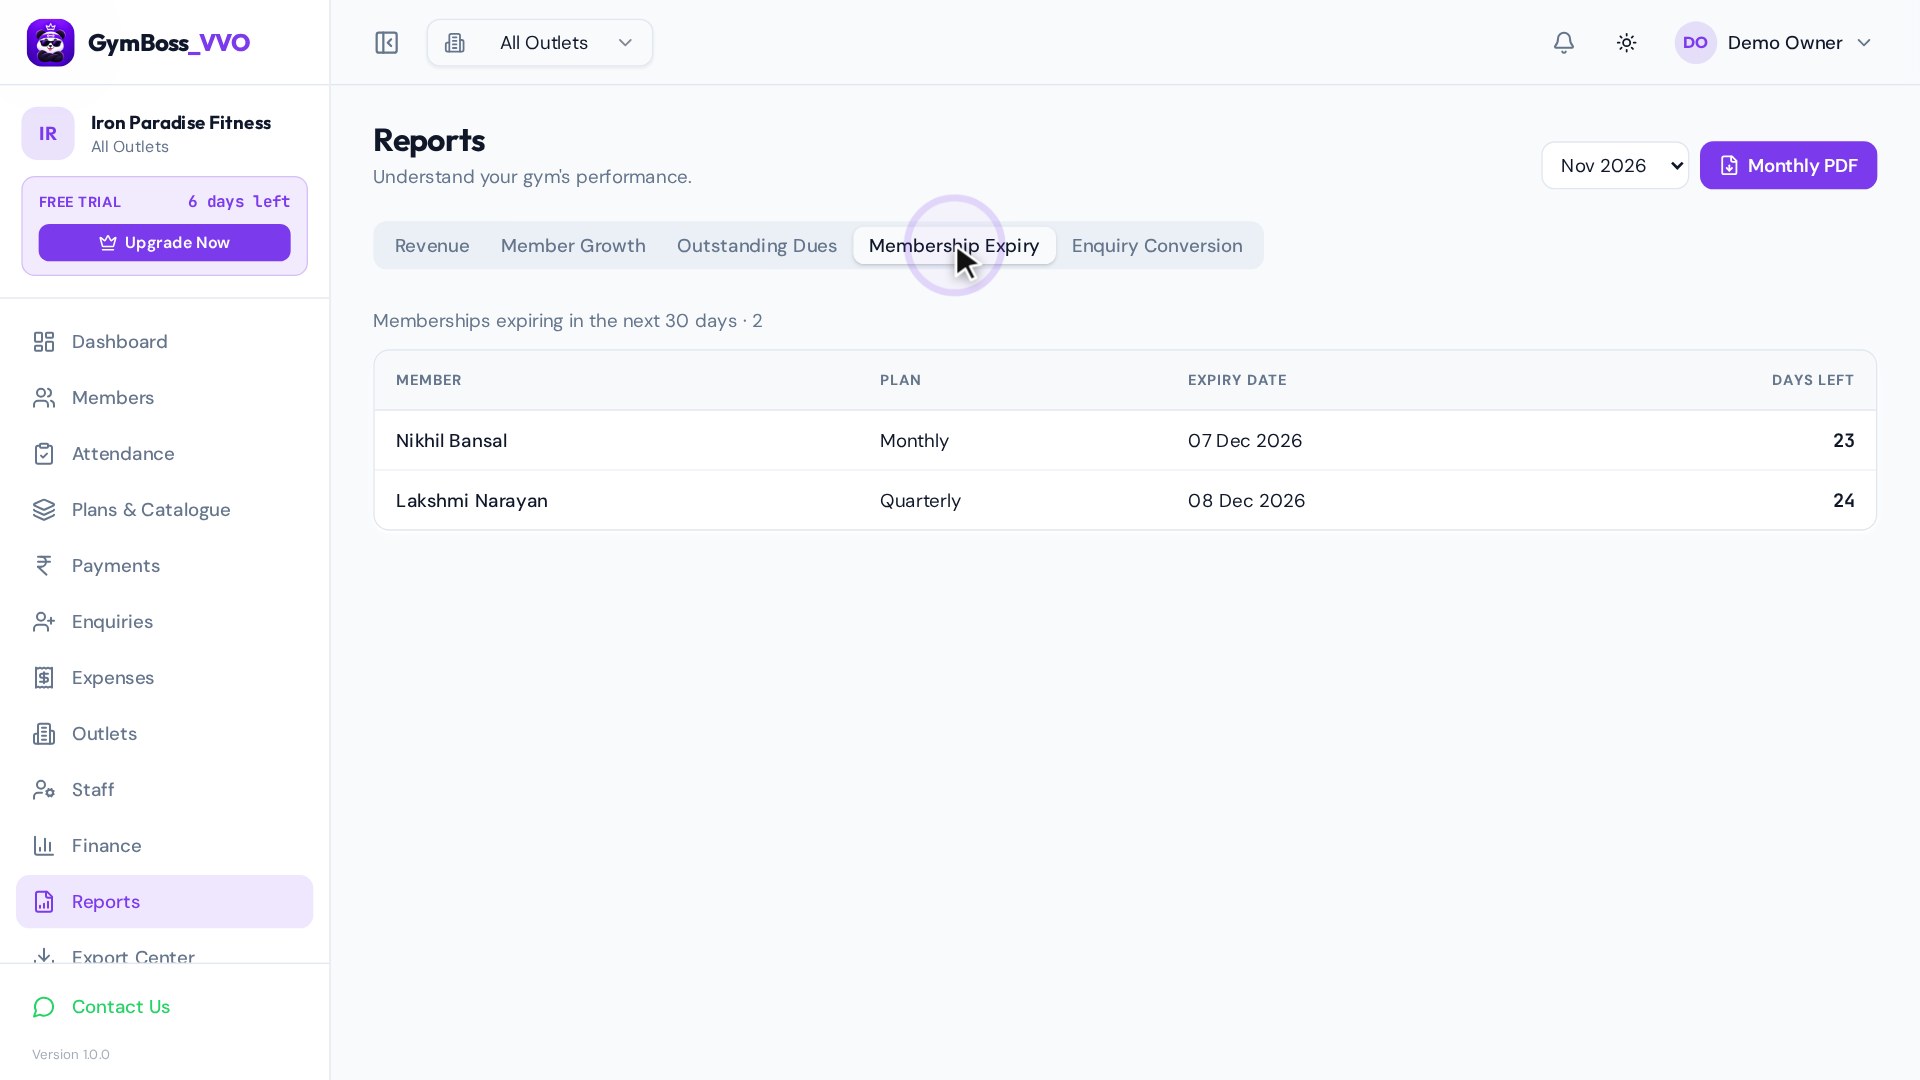 GymBoss_VVO
All Outlets
DO Demo Owner
IR
Iron Paradise Fitness
All Outlets
FREE TRIAL 6 days left
Upgrade Now
Dashboard
Members
Attendance
Plans & Catalogue
Payments
Enquiries
Expenses
Outlets
Staff
Finance
Reports
Export Center
Contact Us
Version 1.0.0
Reports
Understand your gym's performance.
Nov 2026 Monthly PDF
Revenue Member Growth Outstanding Dues Membership Expiry Enquiry Conversion
Memberships expiring in the next 30 days · 2
MEMBER PLAN EXPIRY DATE DAYS LEFT
Nikhil Bansal Monthly 07 Dec 2026 23
Lakshmi Narayan Quarterly 08 Dec 2026 24